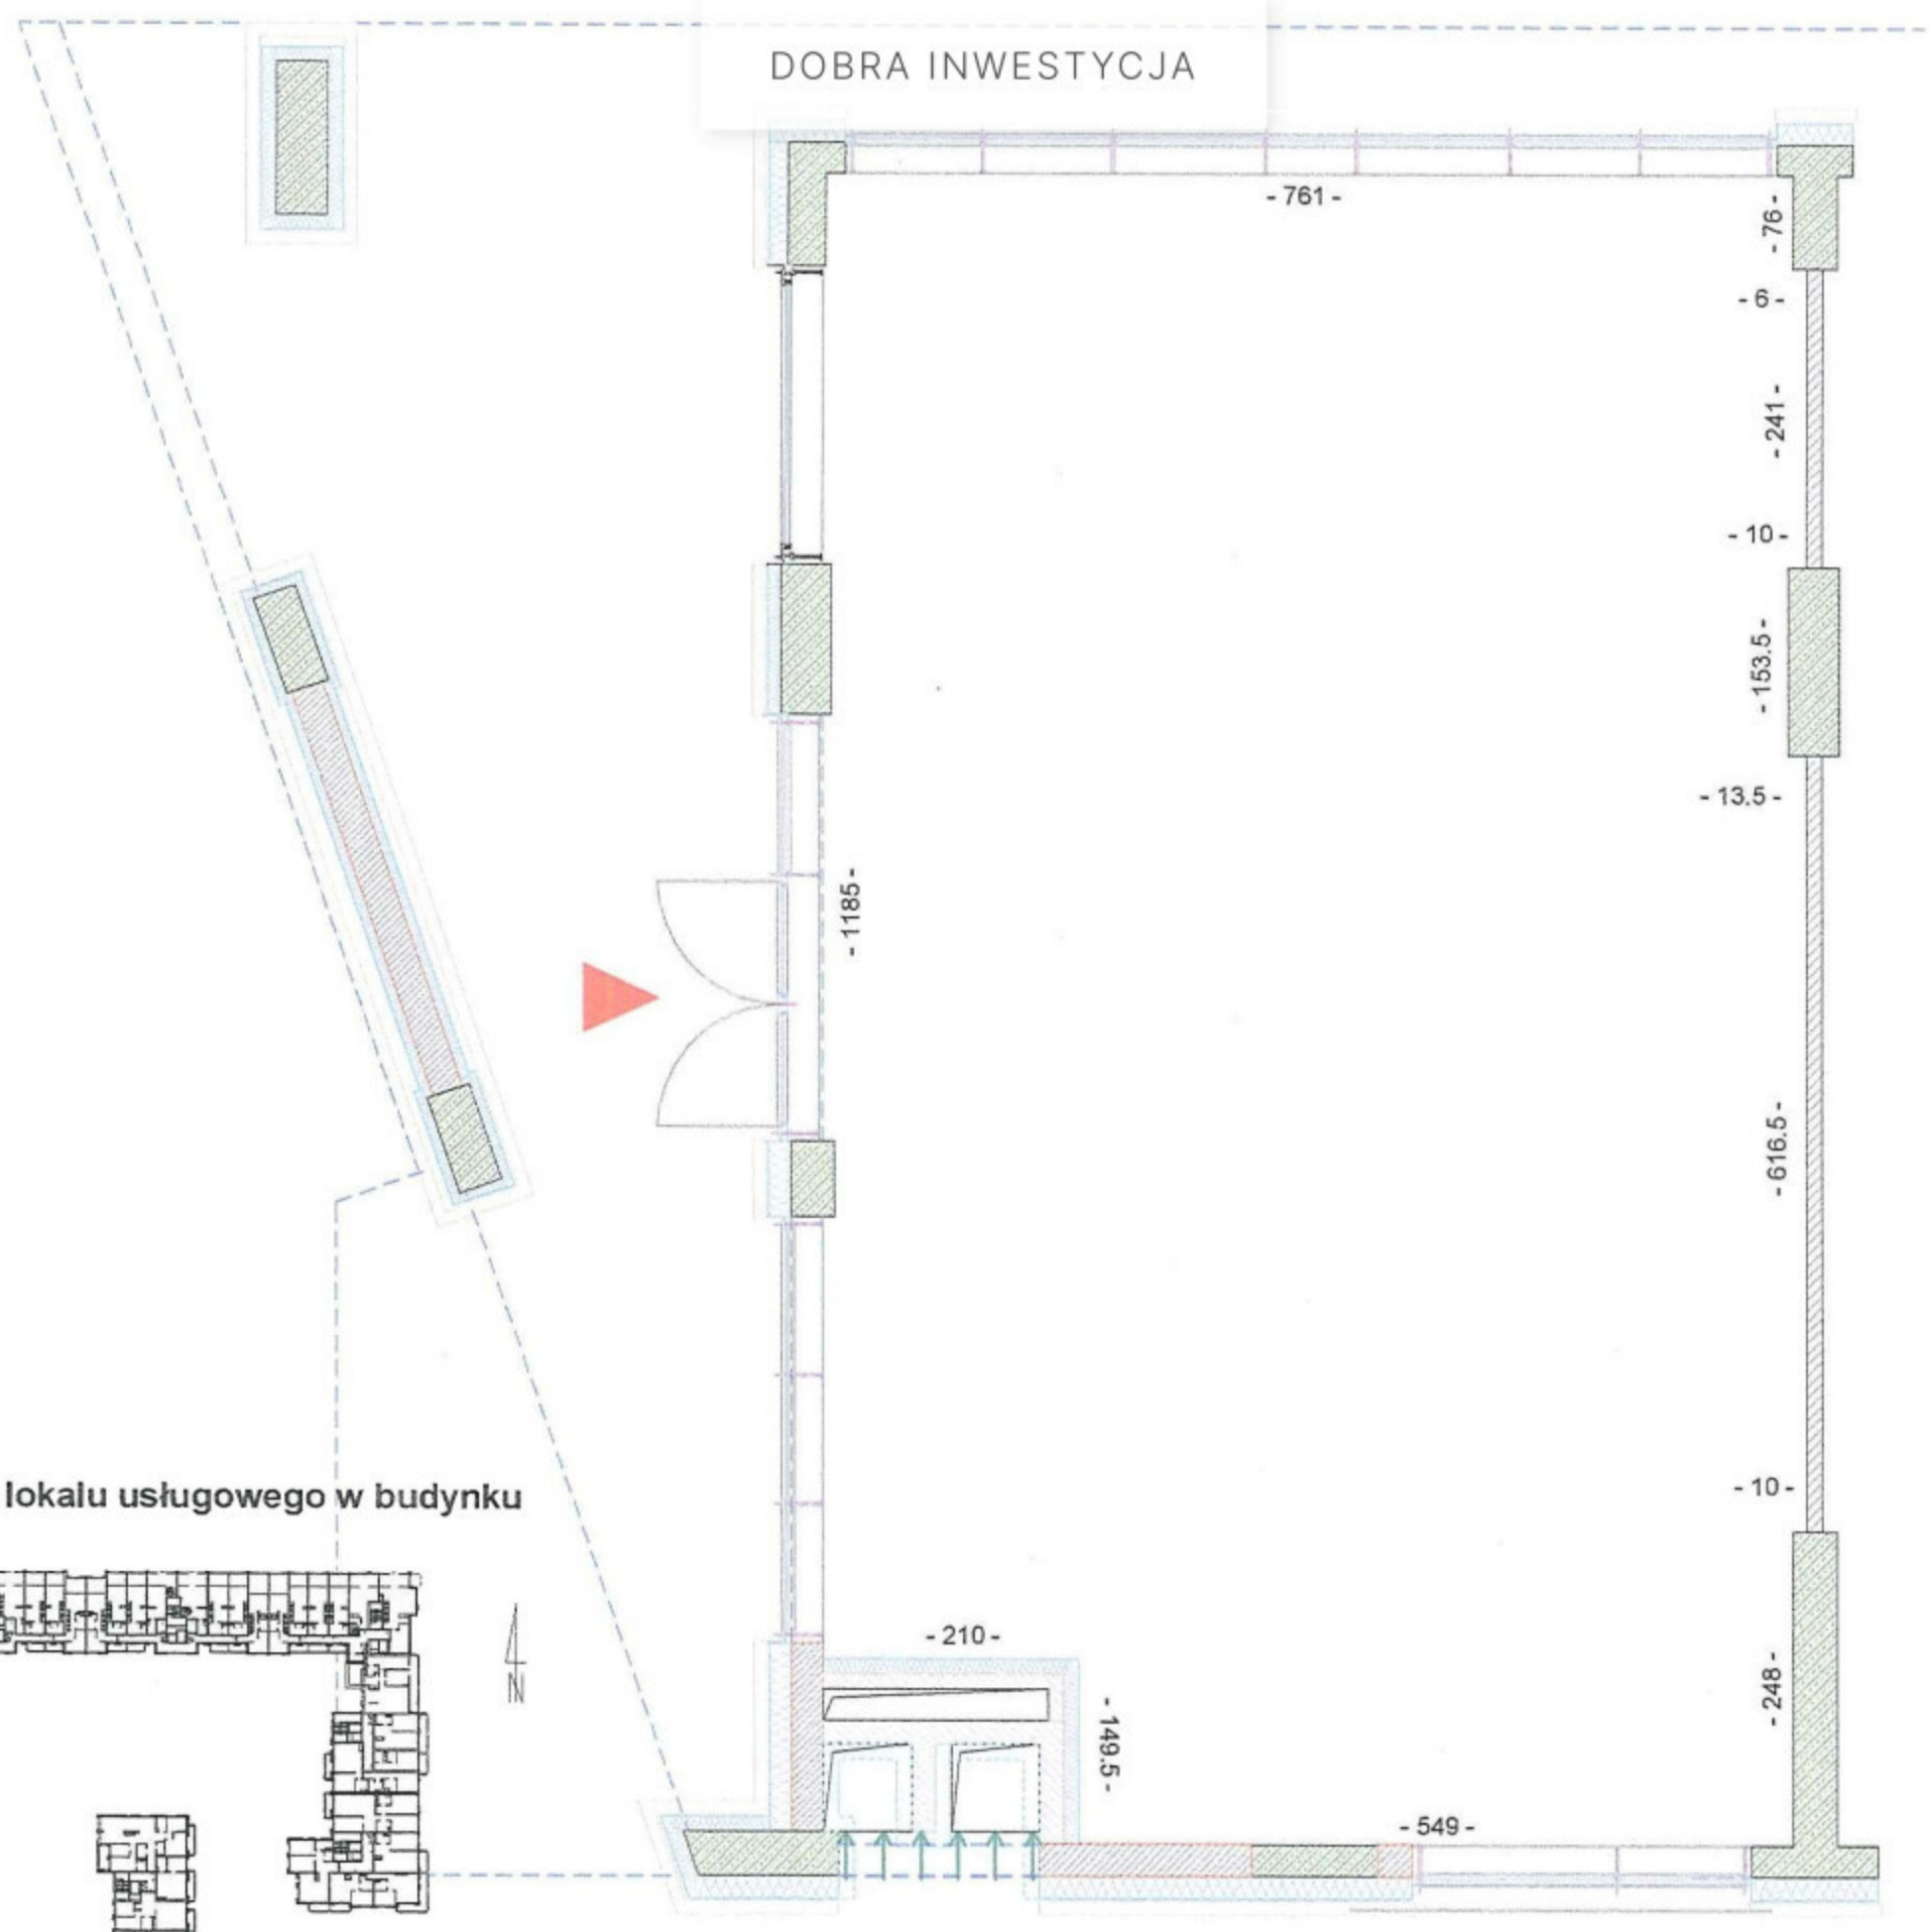 DOBRA INWESTYCJA
- 761 -
- 76 -
- 6 -
- 241 -
- 10 -
- 153.5 -
- 13.5 -
- 1185 -
- 616.5 -
- 10 -
lokalu usługowego w budynku
- 210 -
- 248 -
- 149.5 -
N
- 549 -